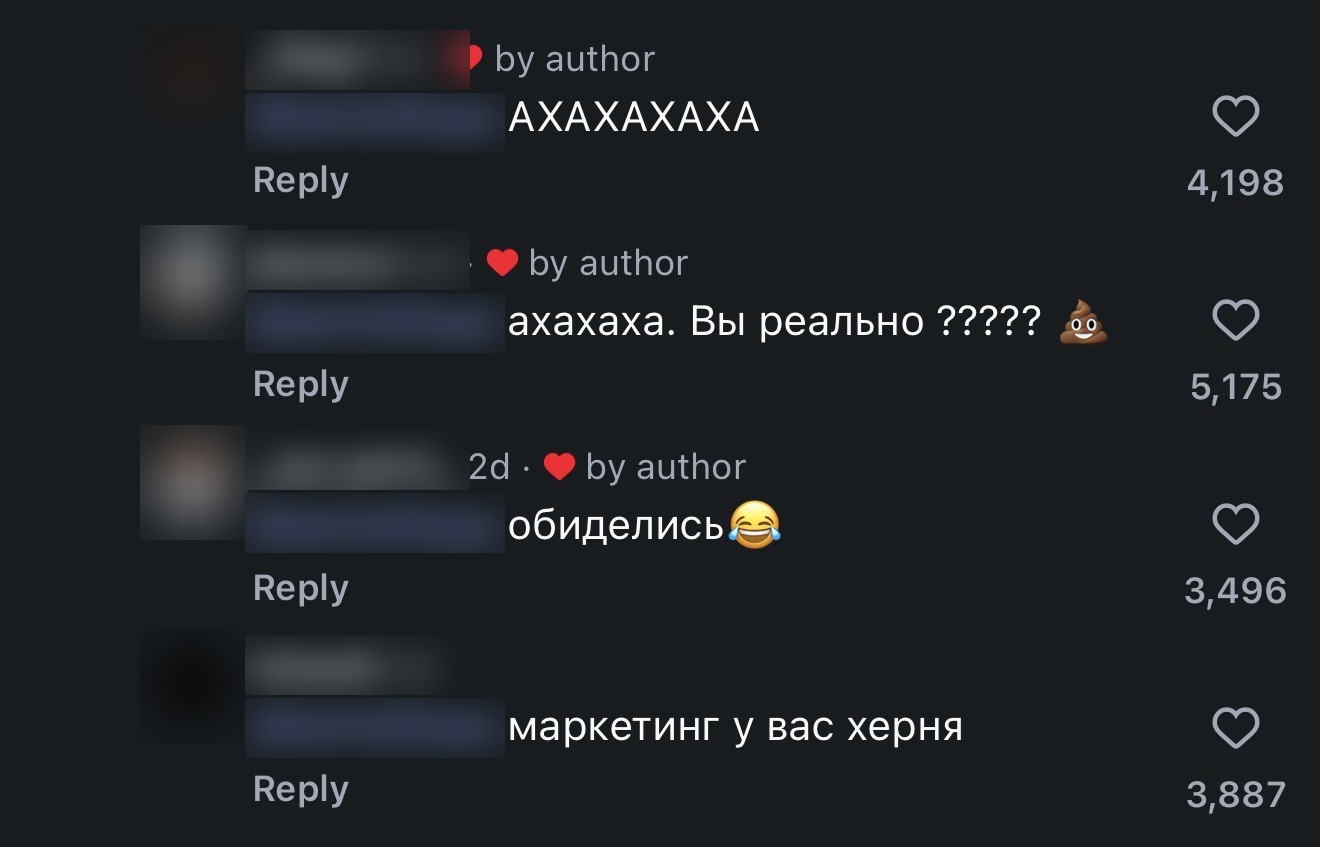 ❤️ by author
АХАХАХАХА
Reply
4,198
· ❤️ by author
ахахаха. Вы реально ????? 💩
Reply
5,175
2d · ❤️ by author
обиделись😂
Reply
3,496
маркетинг у вас херня
Reply
3,887